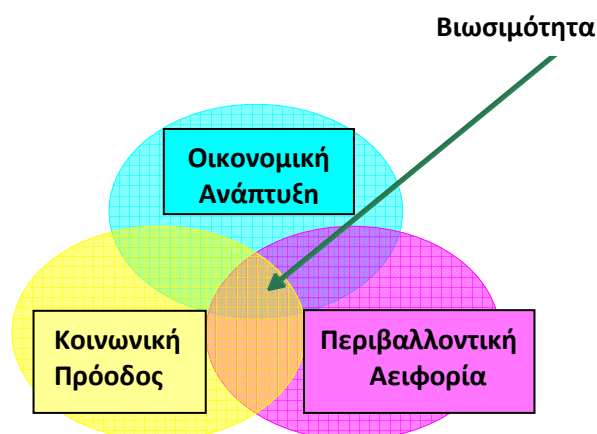 Βιωσιμότητα
Οικονομική
Ανάπτυξη
Κοινωνική
Πρόοδος
Περιβαλλοντική
Αειφορία